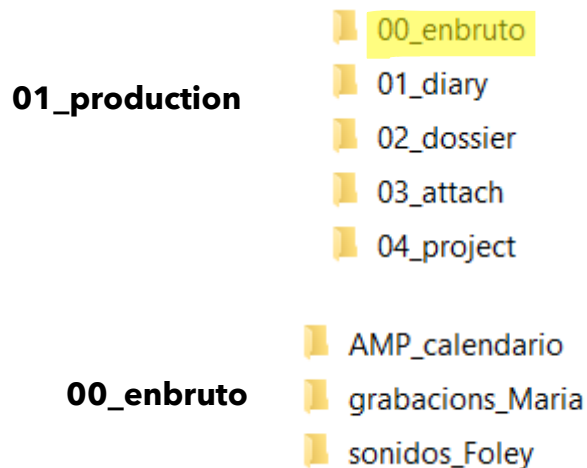 00_enbruto
01_diary
01_production
02_dossier
03_attach
04_project
AMP_calendario
00_enbruto
grabacions_Maria
sonidos_Foley